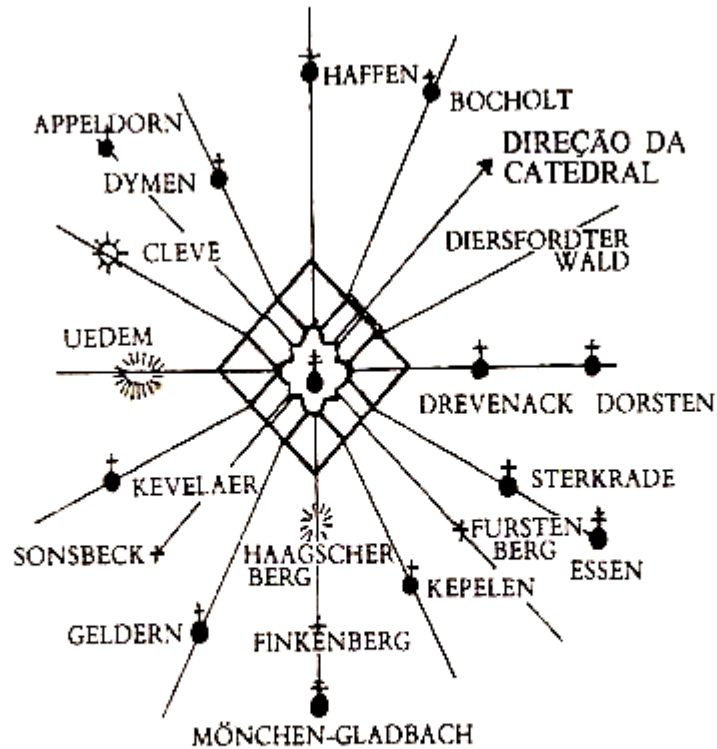 HAFFEN
BOCHOLT
APPELDORN
DIREÇÃO DA
CATEDRAL
DYMEN
DIERSFORDTER
WALD
CLEVE
UEDEM
DREVENACK DORSTEN
KEVELAER
STERKRADE
SONSBECK
HAAGSCHER
BERG
FURSTEN
BERG
ESSEN
KEPELEN
GELDERN
FINKENBERG
MÖNCHEN-GLADBACH